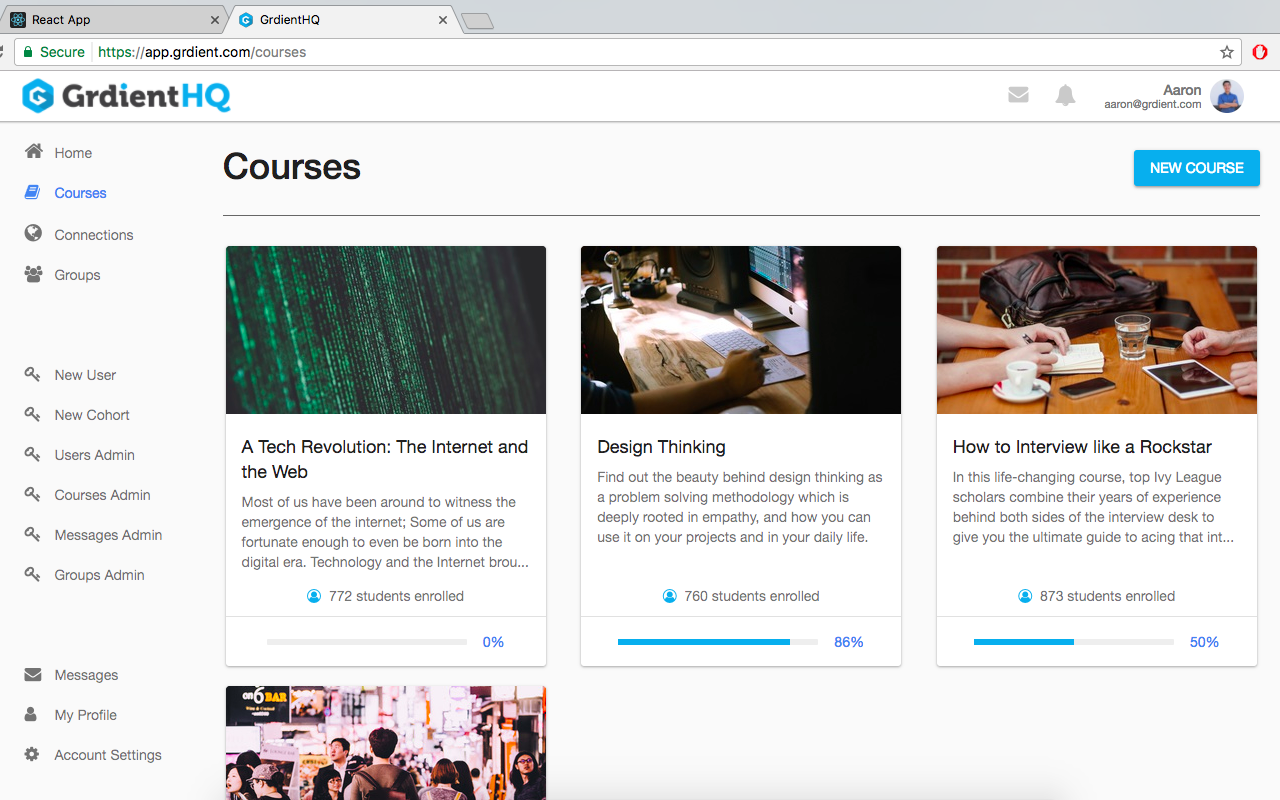 React App
GrdientHQ
Secure
https://app.grdient.com/courses
GrdientHQ
Aaron
aaron@grdient.com
Home
Courses
Connections
Groups
New User
New Cohort
Users Admin
Courses Admin
Messages Admin
Groups Admin
Messages
My Profile
Account Settings
Courses
NEW COURSE
A Tech Revolution: The Internet and
the Web
Most of us have been around to witness the
emergence of the internet; Some of us are
fortunate enough to even be born into the
digital era. Technology and the Internet brou...
772 students enrolled
0%
Design Thinking
Find out the beauty behind design thinking as
a problem solving methodology which is
deeply rooted in empathy, and how you can
use it on your projects and in your daily life.
760 students enrolled
86%
How to Interview like a Rockstar
In this life-changing course, top Ivy League
scholars combine their years of experience
behind both sides of the interview desk to
give you the ultimate guide to acing that int...
873 students enrolled
50%
on 6 BAR